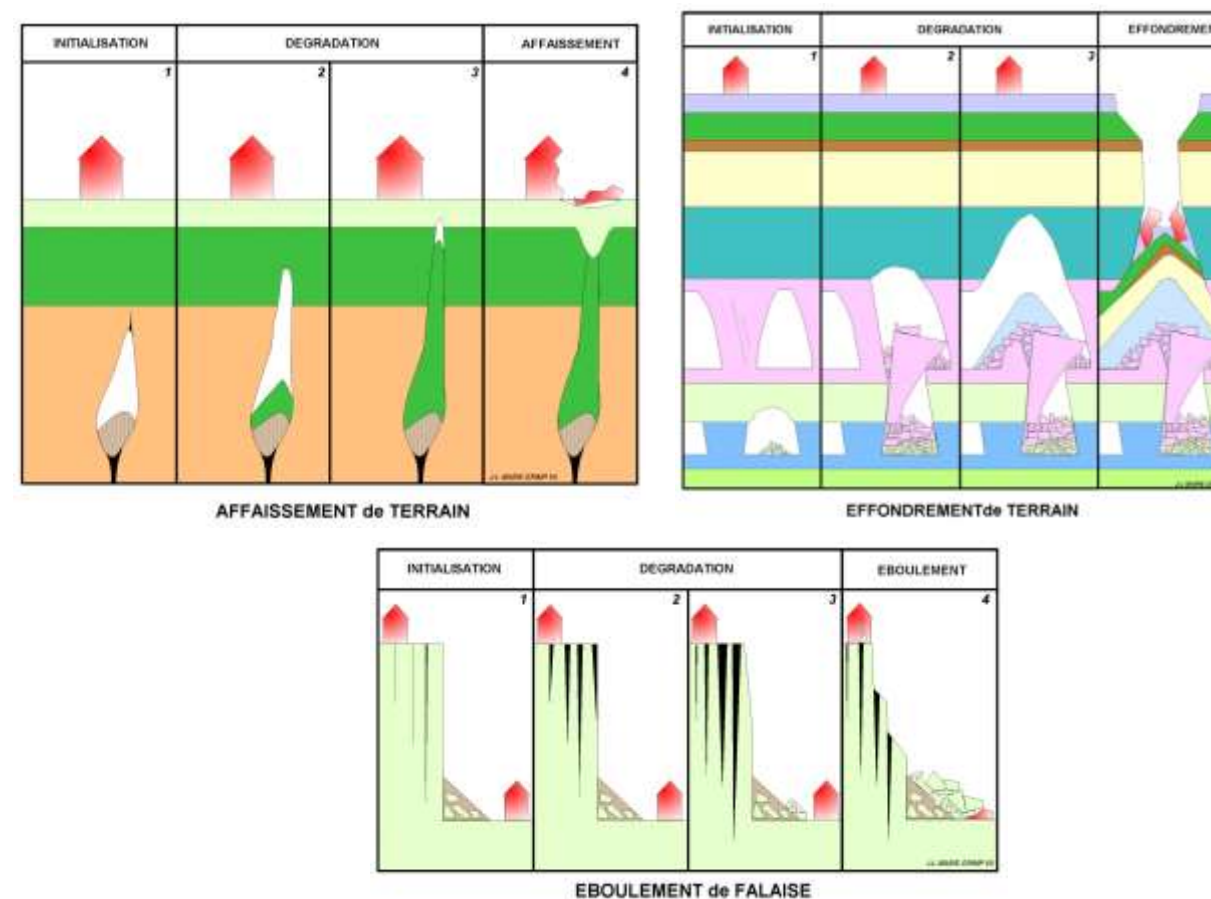 INITIALISATION DEGRADATION AFFAISSEMENT
1 2 3 4
AFFAISSEMENT de TERRAIN
INITIALISATION DEGRADATION EFFONDREME
1 2 3
EFFONDREMENTde TERRAIN
INITIALISATION DEGRADATION EBOULEMENT
1 2 3 4
EBOULEMENT de FALAISE